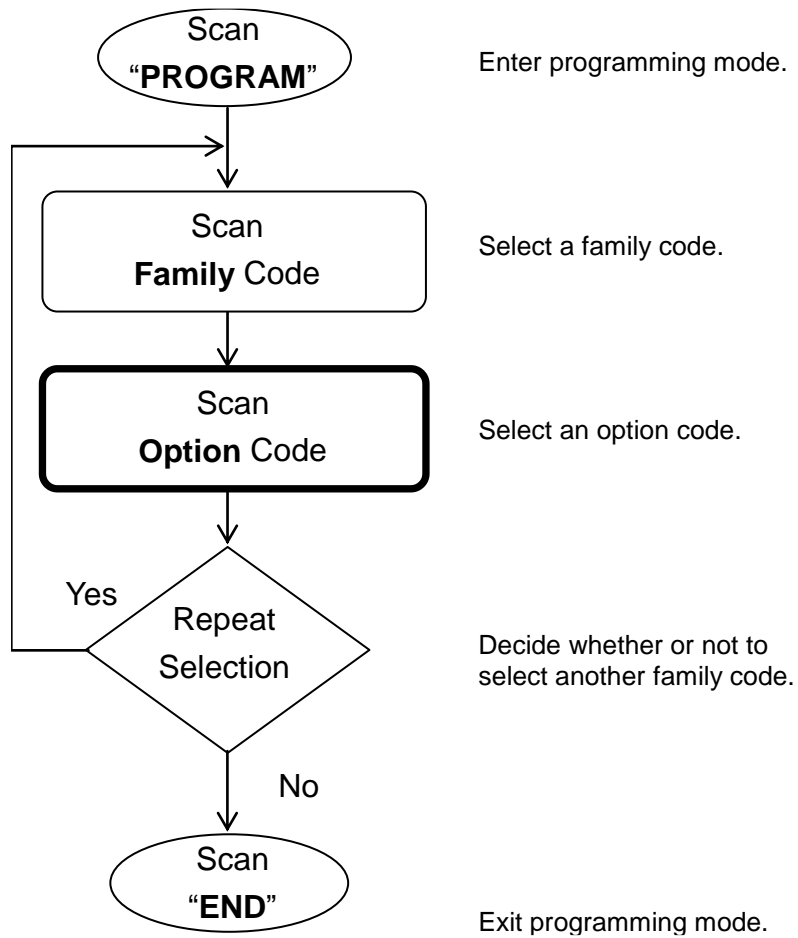 Scan
“PROGRAM”
Enter programming mode.
Scan
Family Code
Select a family code.
Scan
Option Code
Select an option code.
Yes
Repeat
Selection
Decide whether or not to
select another family code.
No
Scan
“END”
Exit programming mode.